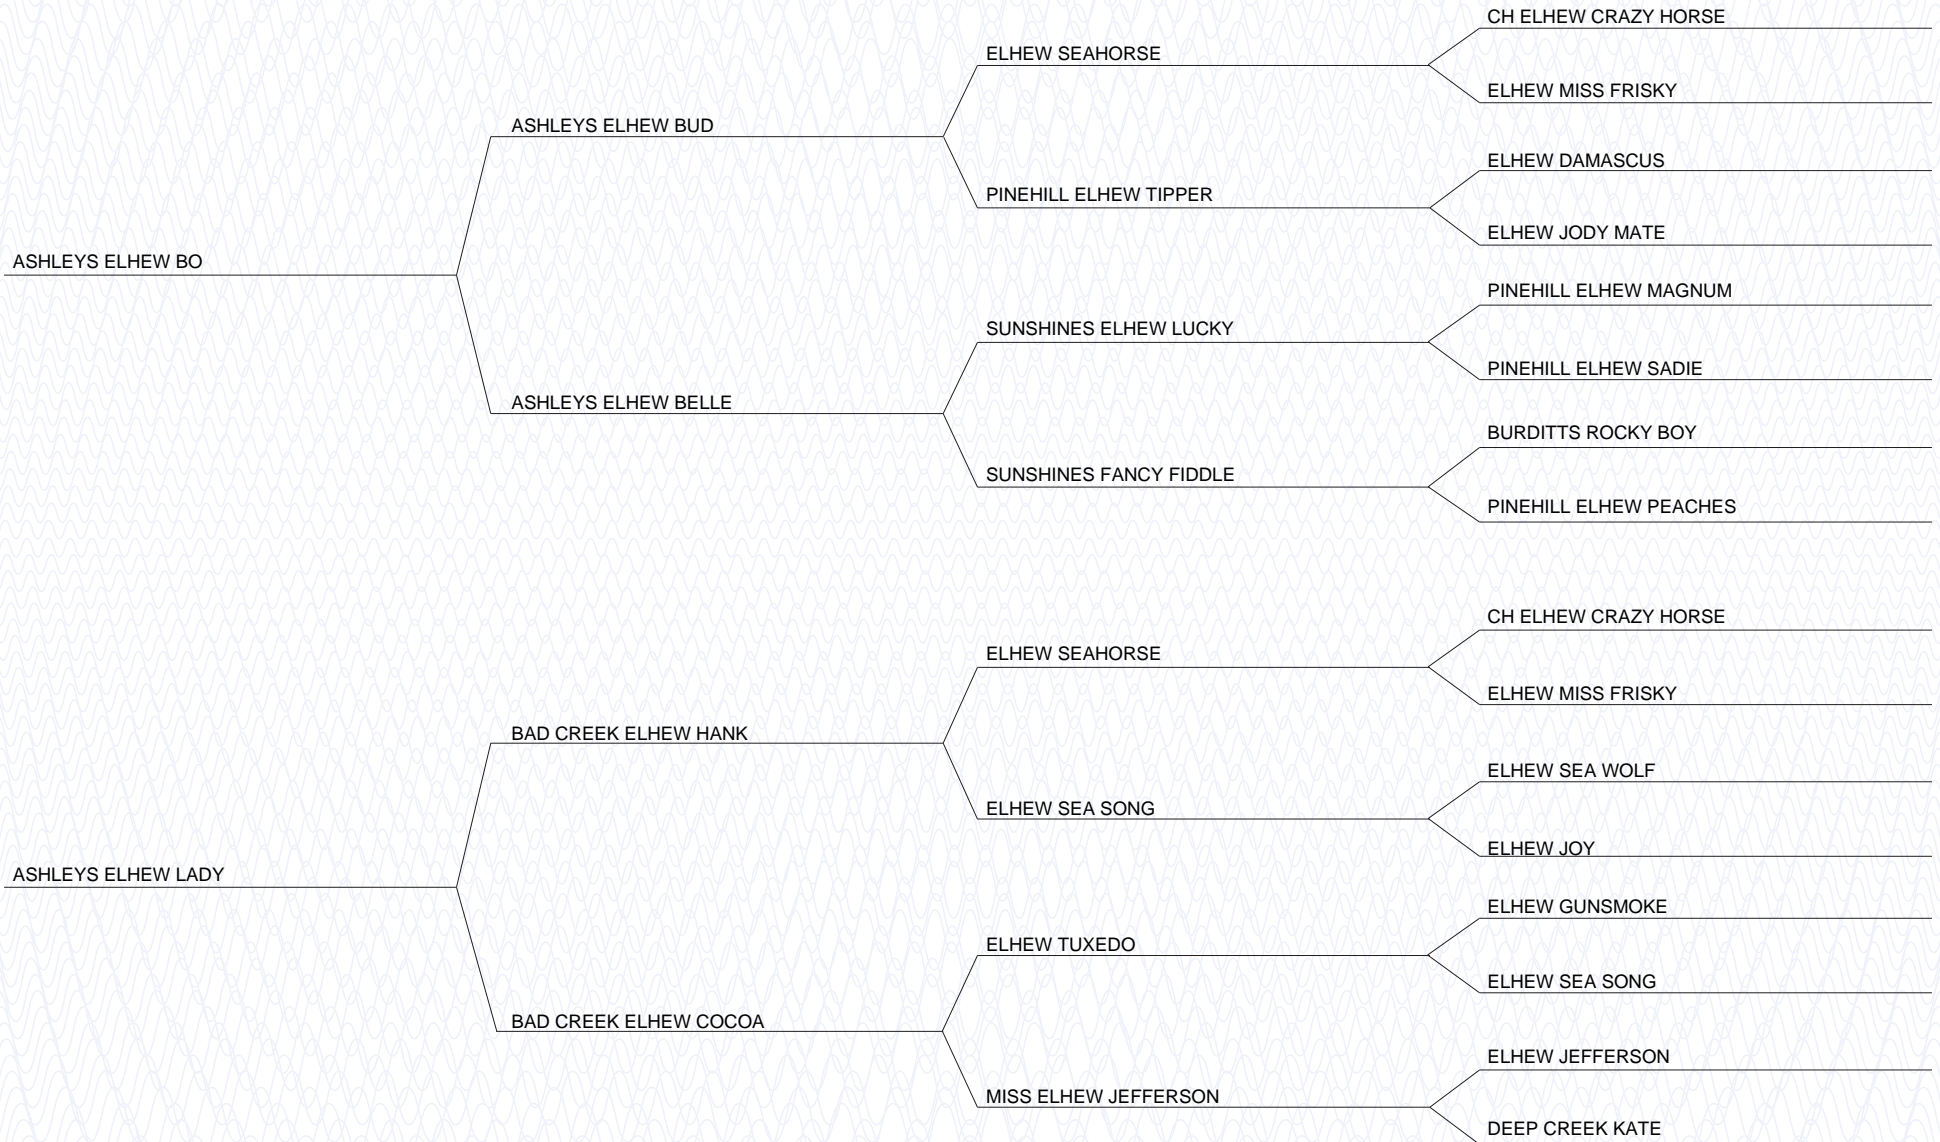 CH ELHEW CRAZY HORSE
ELHEW SEAHORSE
ELHEW MISS FRISKY
ASHLEYS ELHEW BUD
ELHEW DAMASCUS
PINEHILL ELHEW TIPPER
ELHEW JODY MATE
ASHLEYS ELHEW BO
PINEHILL ELHEW MAGNUM
SUNSHINES ELHEW LUCKY
PINEHILL ELHEW SADIE
ASHLEYS ELHEW BELLE
BURDITTS ROCKY BOY
SUNSHINES FANCY FIDDLE
PINEHILL ELHEW PEACHES
CH ELHEW CRAZY HORSE
ELHEW SEAHORSE
ELHEW MISS FRISKY
BAD CREEK ELHEW HANK
ELHEW SEA WOLF
ELHEW SEA SONG
ELHEW JOY
ASHLEYS ELHEW LADY
ELHEW GUNSMOKE
ELHEW TUXEDO
ELHEW SEA SONG
BAD CREEK ELHEW COCOA
ELHEW JEFFERSON
MISS ELHEW JEFFERSON
DEEP CREEK KATE